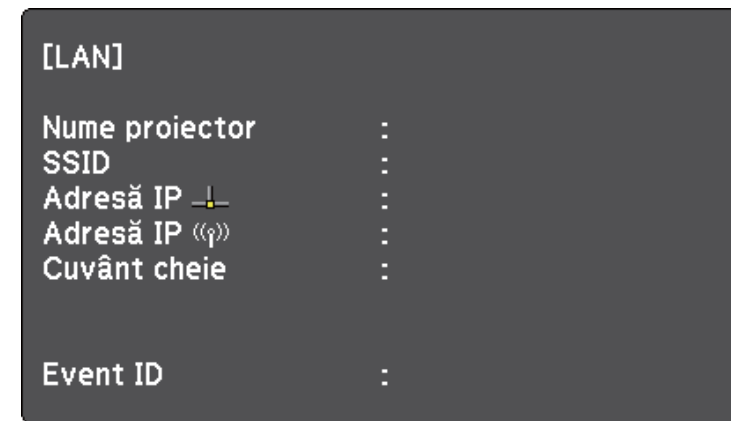 [LAN]
Nume proiector :
SSID :
Adresă IP :
Adresă IP :
Cuvânt cheie :
Event ID :